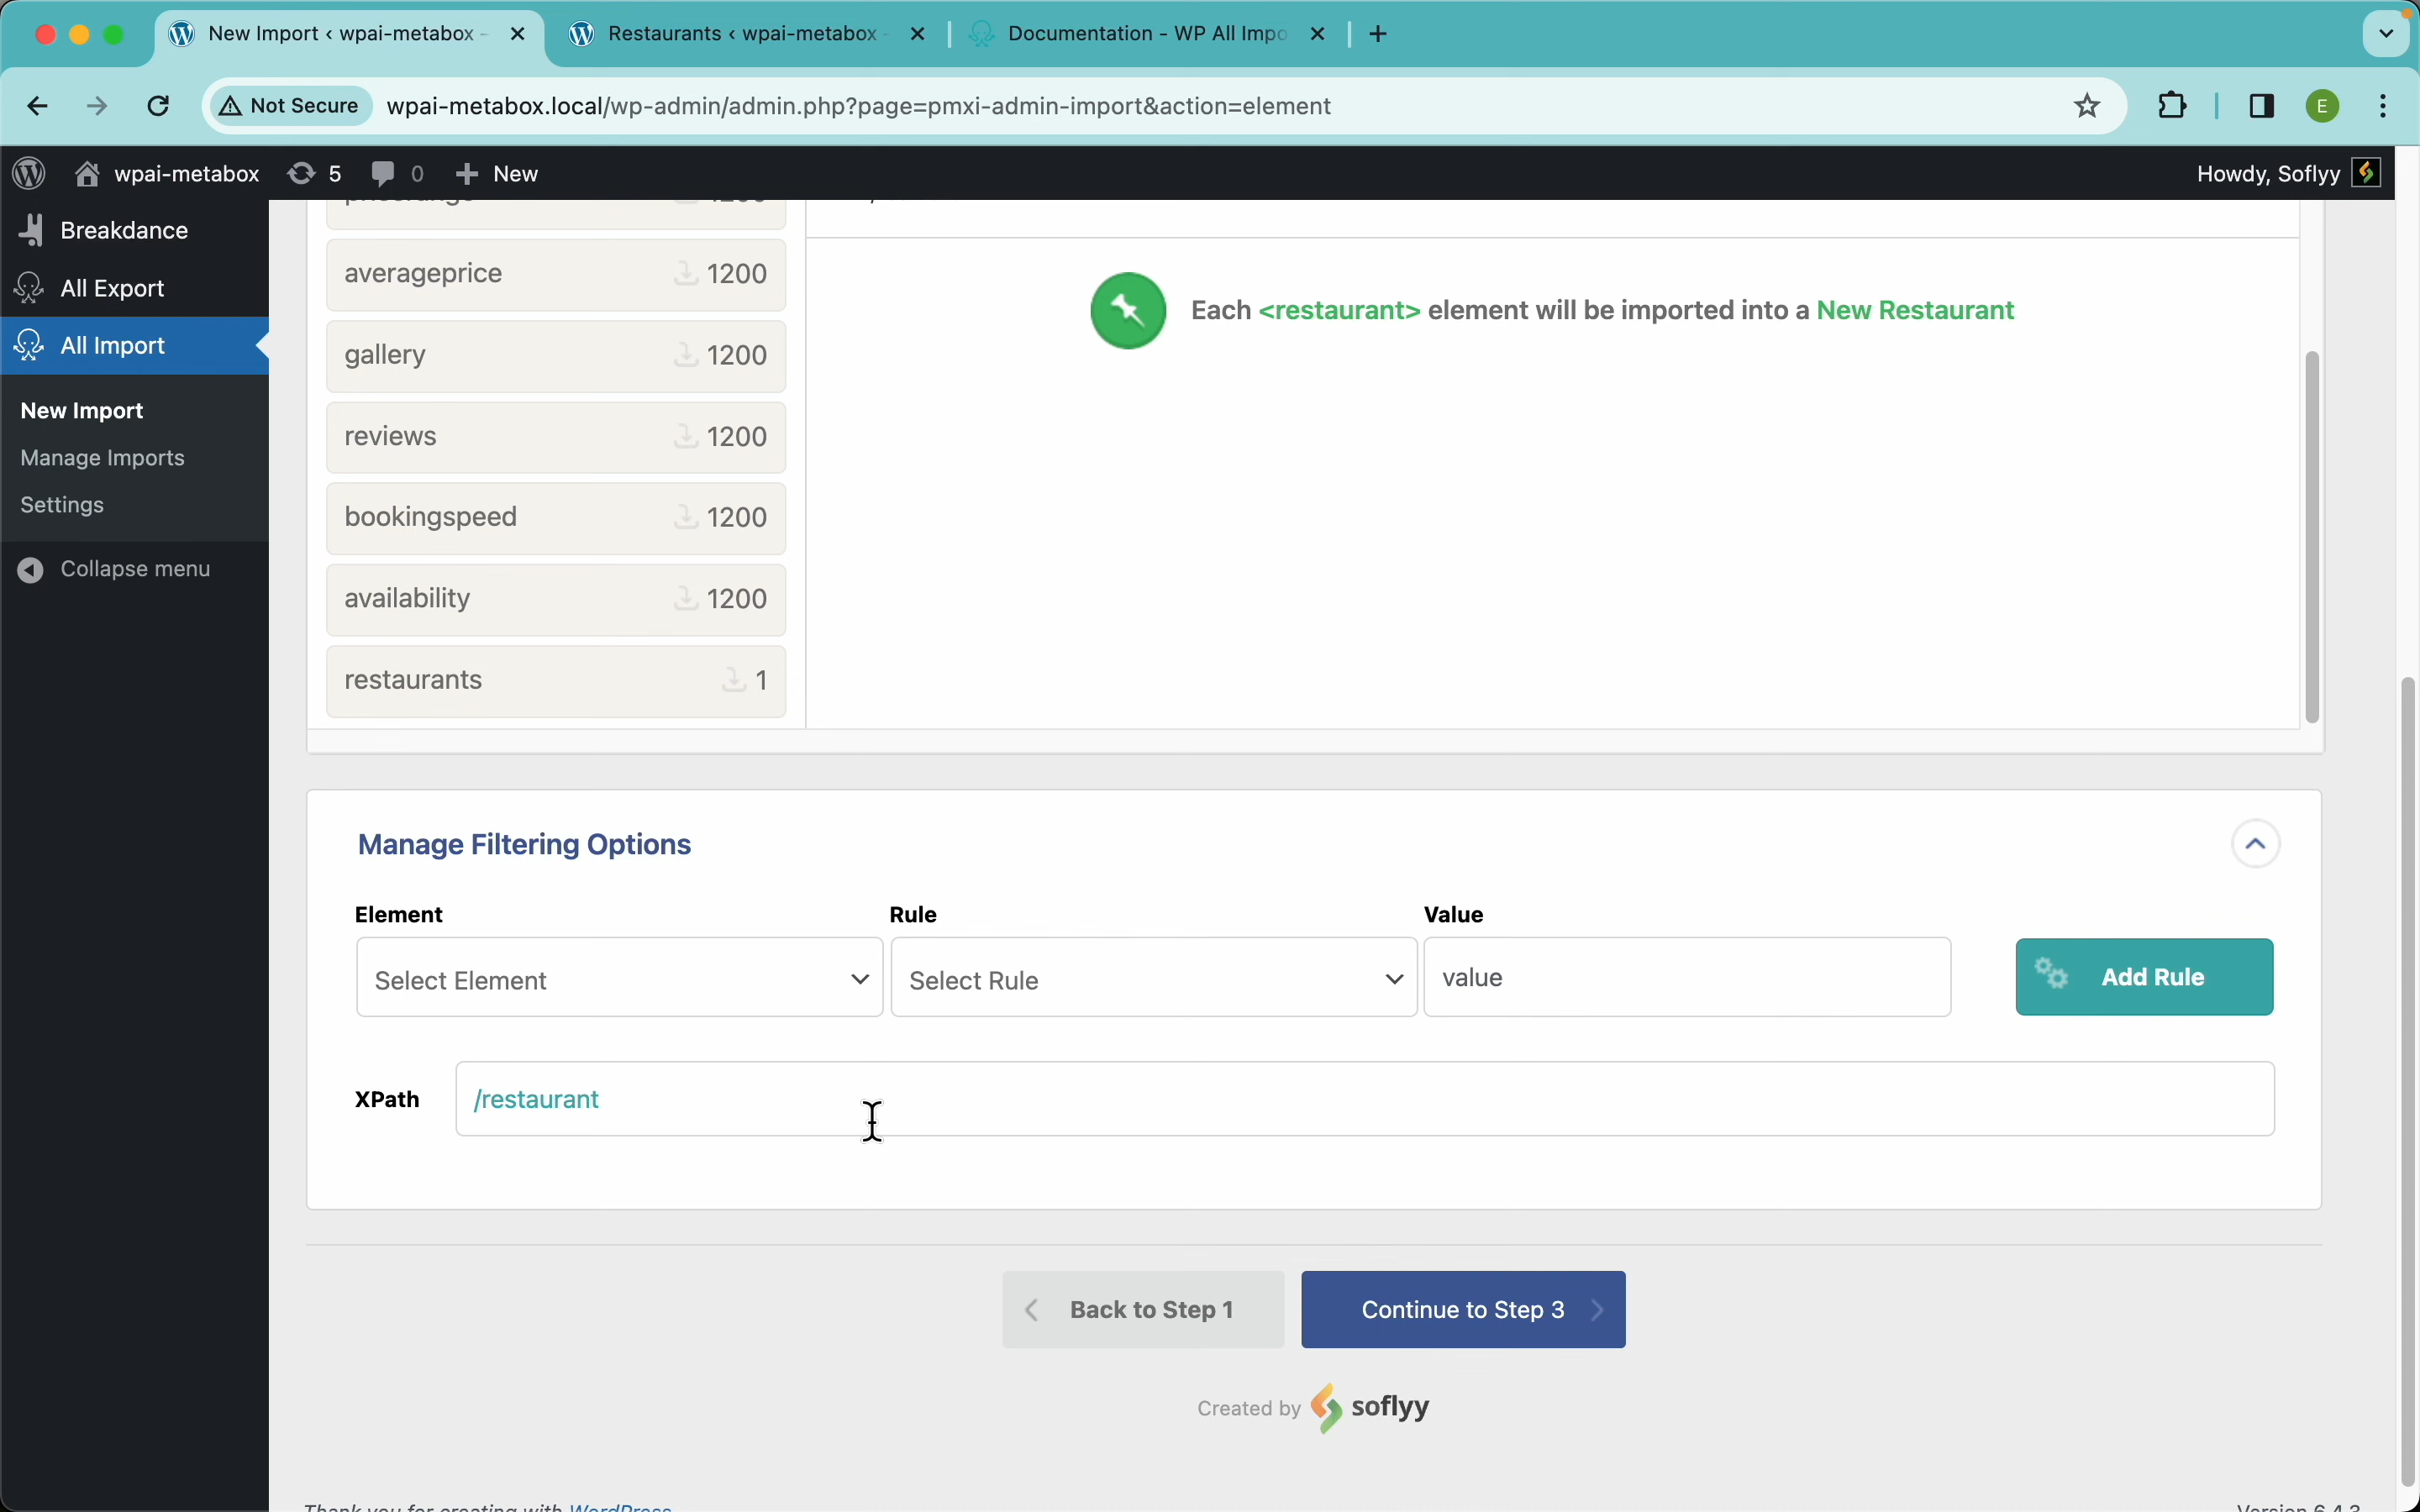 New Import ‹ wpai-metabox
Restaurants ‹ wpai-metabox
Documentation - WP All Impo
Not Secure
wpai-metabox.local/wp-admin/admin.php?page=pmxi-admin-import&action=element
E
wpai-metabox
5
0
New
Howdy, Soflyy
Breakdance
All Export
All Import
New Import
Manage Imports
Settings
Collapse menu
averageprice 1200
gallery 1200
reviews 1200
bookingspeed 1200
availability 1200
restaurants 1
Each <restaurant> element will be imported into a New Restaurant
Manage Filtering Options
Element
Rule
Value
Select Element
Select Rule
value
Add Rule
XPath
/restaurant
Back to Step 1
Continue to Step 3
Created by soflyy
Thank you for creating with WordPress
Version 6.4.3